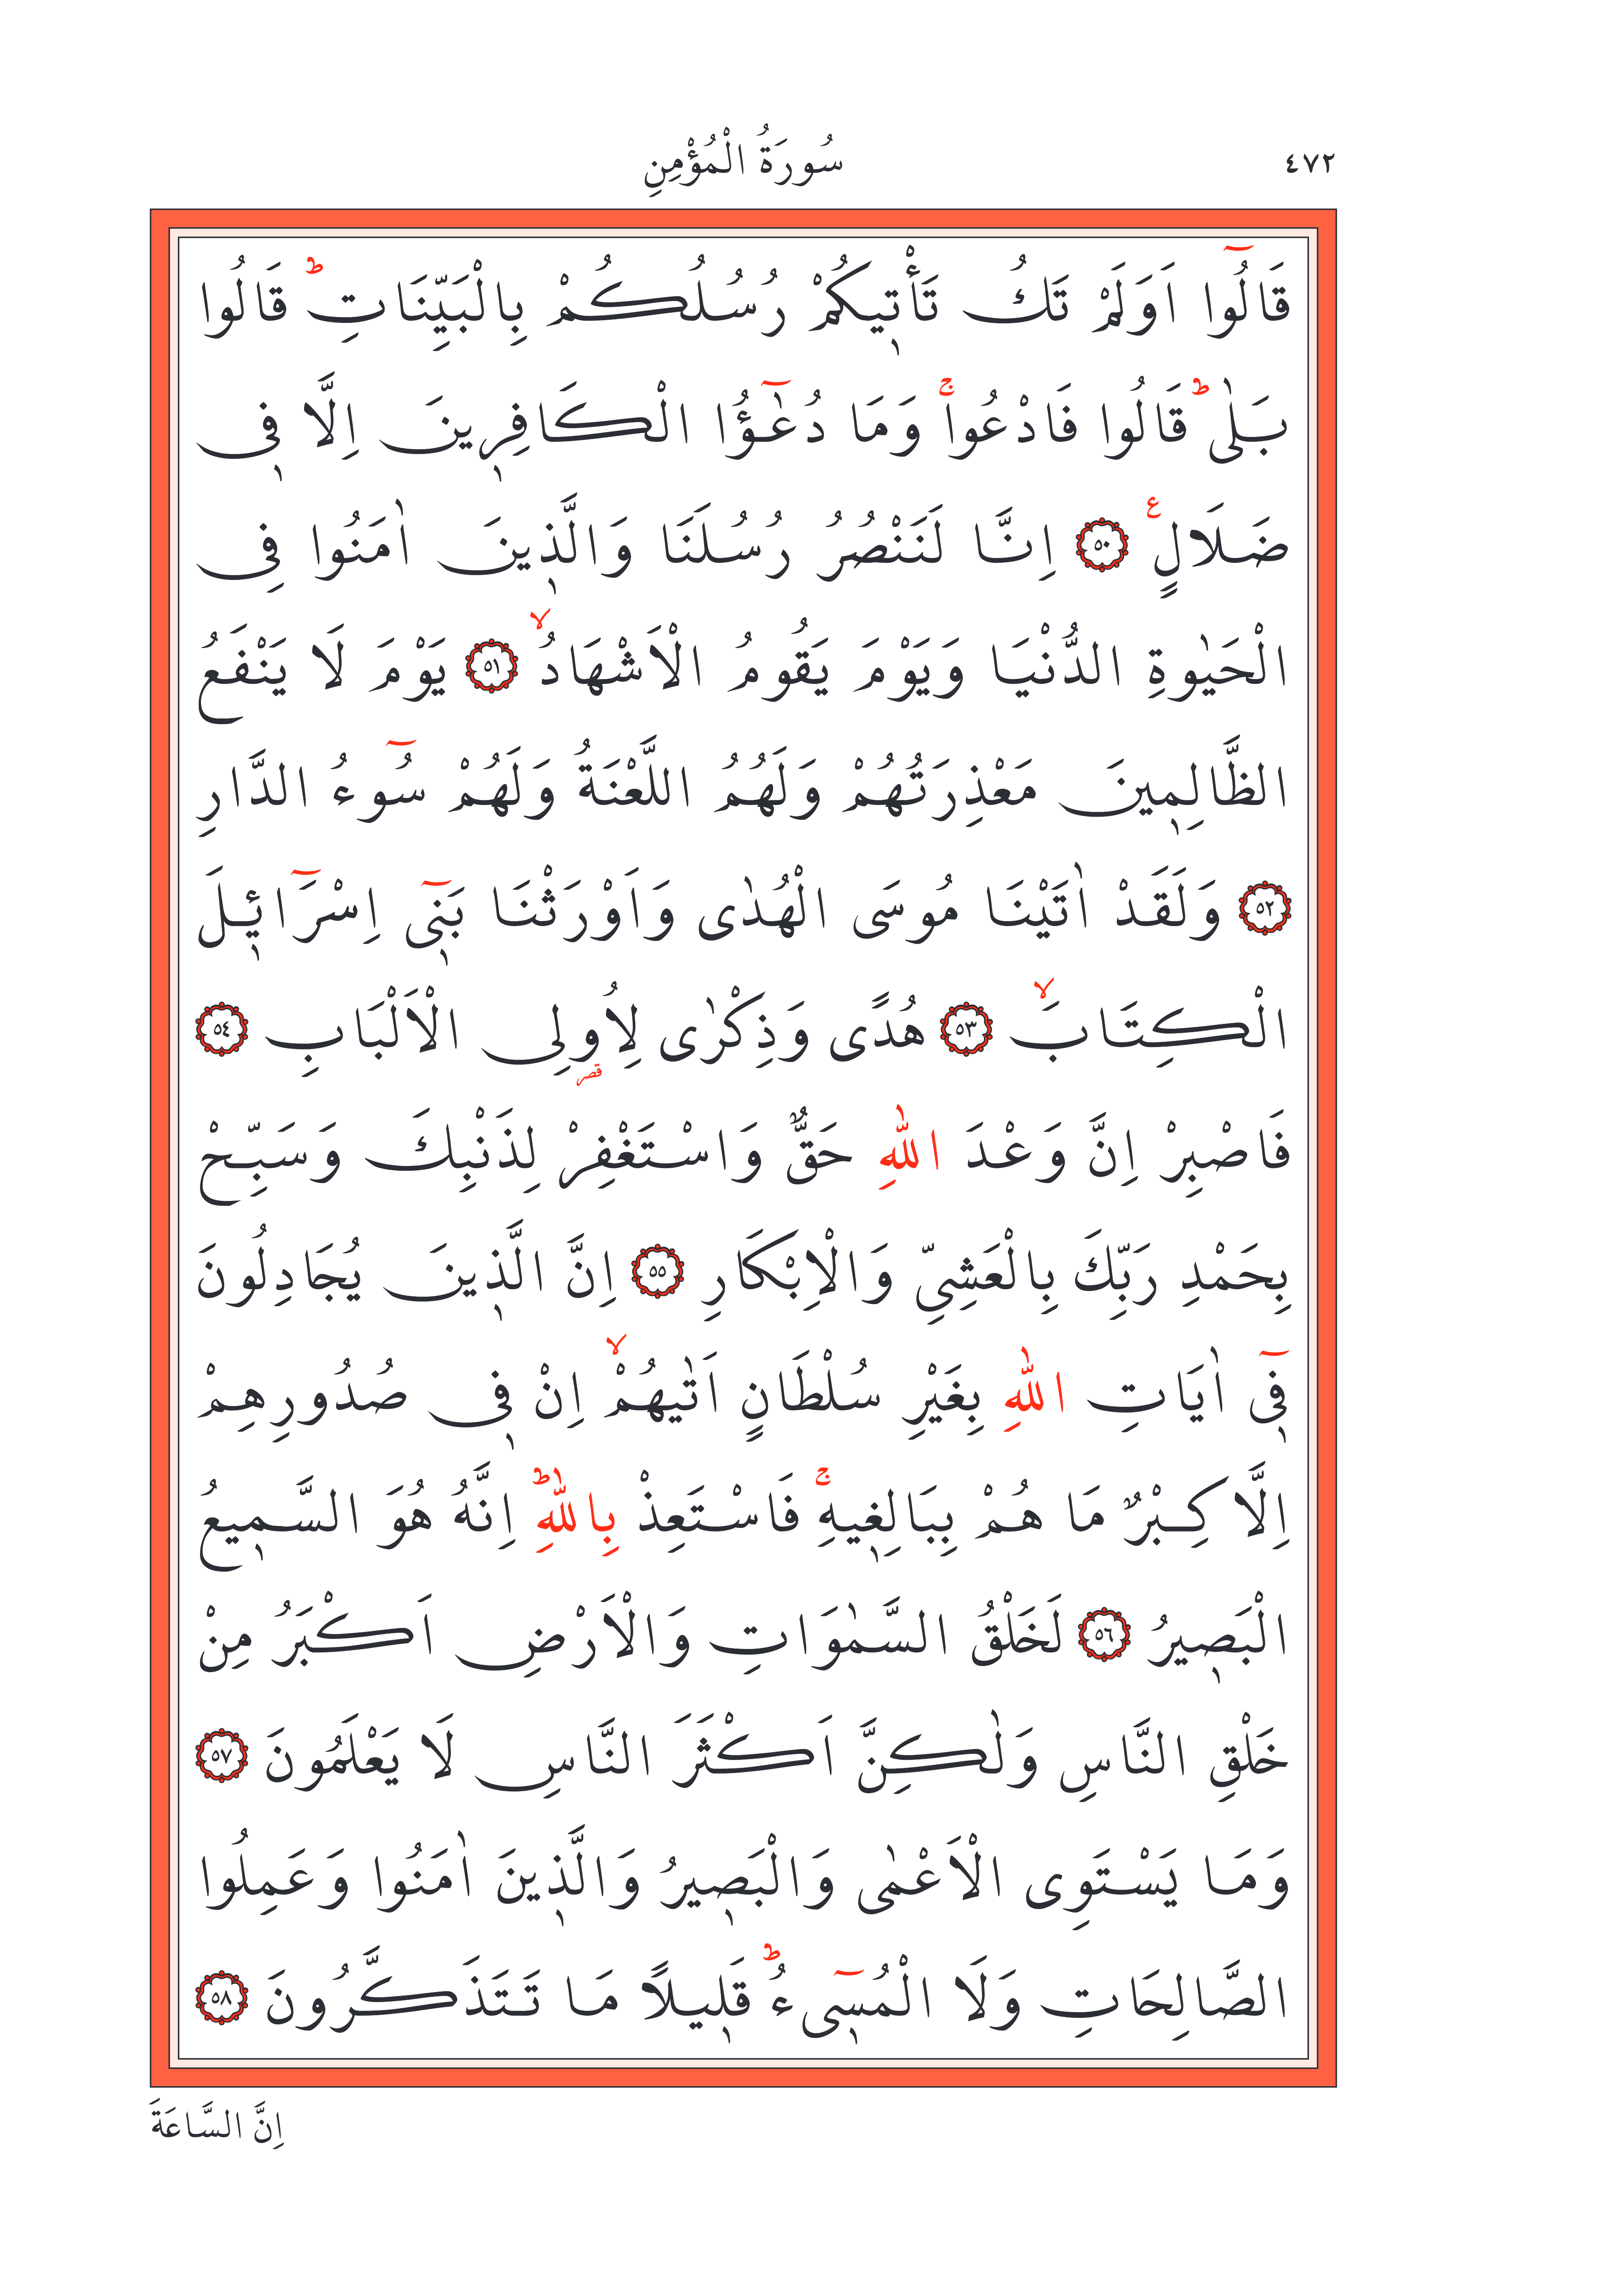 ٤٧٢
سُورَةُ الْمُؤْمِنِ
قَالُٓوا اَوَلَمْ تَكُ تَأْت۪يكُمْ رُسُلُكُمْ بِالْبَيِّنَاتِۜ قَالُوا
بَلٰىۜ قَالُوا فَادْعُواۚ وَمَا دُعٰٓؤُا الْكَافِر۪ينَ اِلَّا ف۪ي
ضَلَالٍ۟ ﴿٥٠﴾ اِنَّا لَنَنْصُرُ رُسُلَنَا وَالَّذ۪ينَ اٰمَنُوا فِي
الْحَيٰوةِ الدُّنْيَا وَيَوْمَ يَقُومُ الْاَشْهَادُۙ ﴿٥١﴾ يَوْمَ لَا يَنْفَعُ
الظَّالِم۪ينَ مَعْذِرَتُهُمْ وَلَهُمُ اللَّعْنَةُ وَلَهُمْ سُٓوءُ الدَّارِ
﴿٥٢﴾ وَلَقَدْ اٰتَيْنَا مُوسَى الْهُدٰى وَاَوْرَثْنَا بَن۪ٓي اِسْرَٓاء۪يلَ
الْكِتَابَۙ ﴿٥٣﴾ هُدًى وَذِكْرٰى لِاُو۬لِي الْاَلْبَابِ ﴿٥٤﴾
فَاصْبِرْ اِنَّ وَعْدَ اللّٰهِ حَقٌّ وَاسْتَغْفِرْ لِذَنْبِكَ وَسَبِّحْ
بِحَمْدِ رَبِّكَ بِالْعَشِيِّ وَالْاِبْكَارِ ﴿٥٥﴾ اِنَّ الَّذ۪ينَ يُجَادِلُونَ
ف۪ٓي اٰيَاتِ اللّٰهِ بِغَيْرِ سُلْطَانٍ اَتٰيهُمْۙ اِنْ ف۪ي صُدُورِهِمْ
اِلَّا كِبْرٌ مَا هُمْ بِبَالِغ۪يهِۚ فَاسْتَعِذْ بِاللّٰهِۜ اِنَّهُ هُوَ السَّم۪يعُ
الْبَص۪يرُ ﴿٥٦﴾ لَخَلْقُ السَّمٰوَاتِ وَالْاَرْضِ اَكْبَرُ مِنْ
خَلْقِ النَّاسِ وَلٰكِنَّ اَكْثَرَ النَّاسِ لَا يَعْلَمُونَ ﴿٥٧﴾
وَمَا يَسْتَوِي الْاَعْمٰى وَالْبَص۪يرُ وَالَّذ۪ينَ اٰمَنُوا وَعَمِلُوا
الصَّالِحَاتِ وَلَا الْمُس۪ٓيءُۜ قَل۪يلًا مَا تَتَذَكَّرُونَ ﴿٥٨﴾
اِنَّ السَّاعَةَ